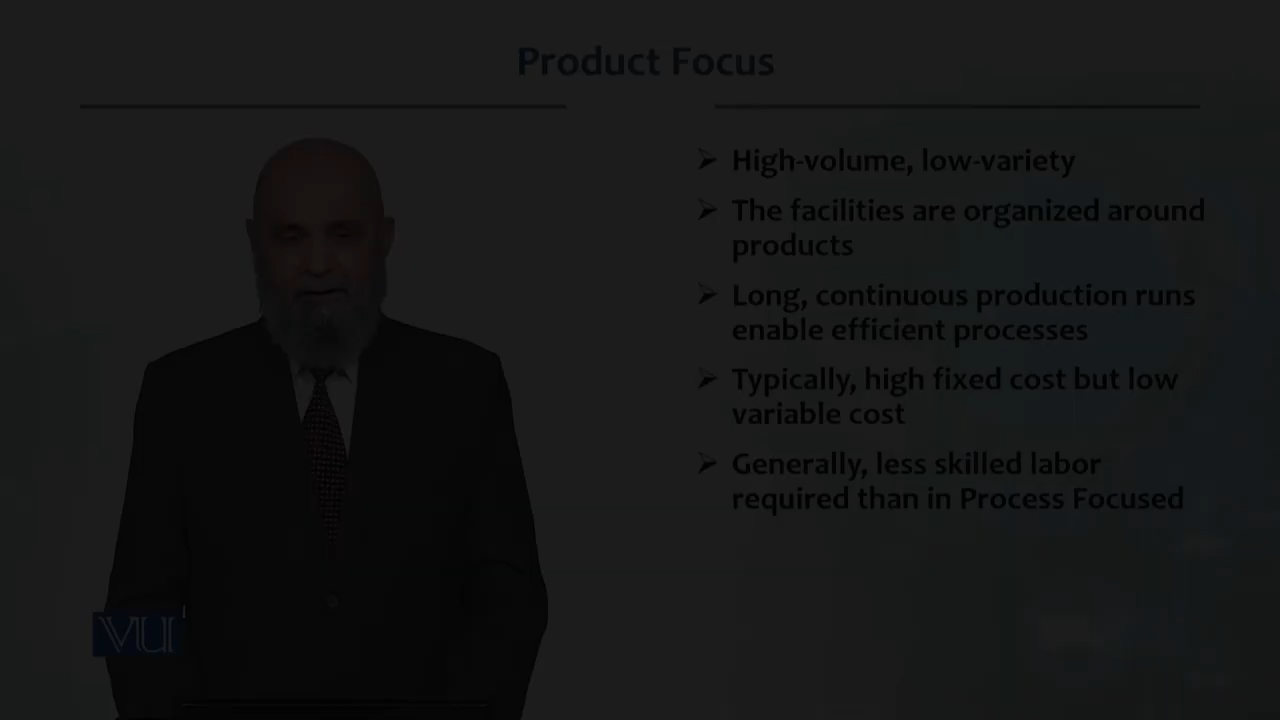 Product Focus
➢ High-volume, low-variety
➢ The facilities are organized around
products
➢ Long, continuous production runs
enable efficient processes
➢ Typically, high fixed cost but low
variable cost
➢ Generally, less skilled labor
required than in Process Focused
VU